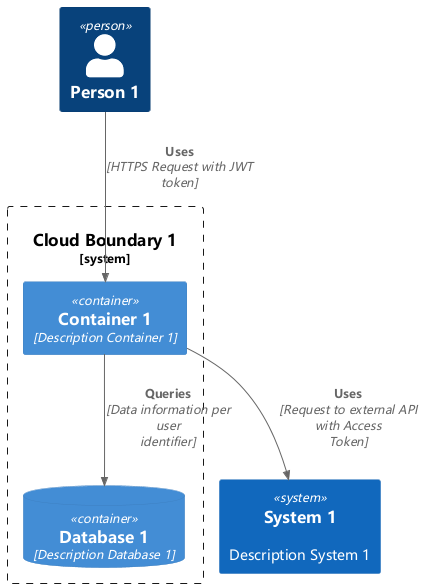 «person»
Person 1
Uses
[HTTPS Request with JWT
token]
Cloud Boundary 1
[system]
«container»
Container 1
[Description Container 1]
Queries
[Data information per
user
identifier]
Uses
[Request to external API
with Access
Token]
«container»
Database 1
[Description Database 1]
«system»
System 1
Description System 1